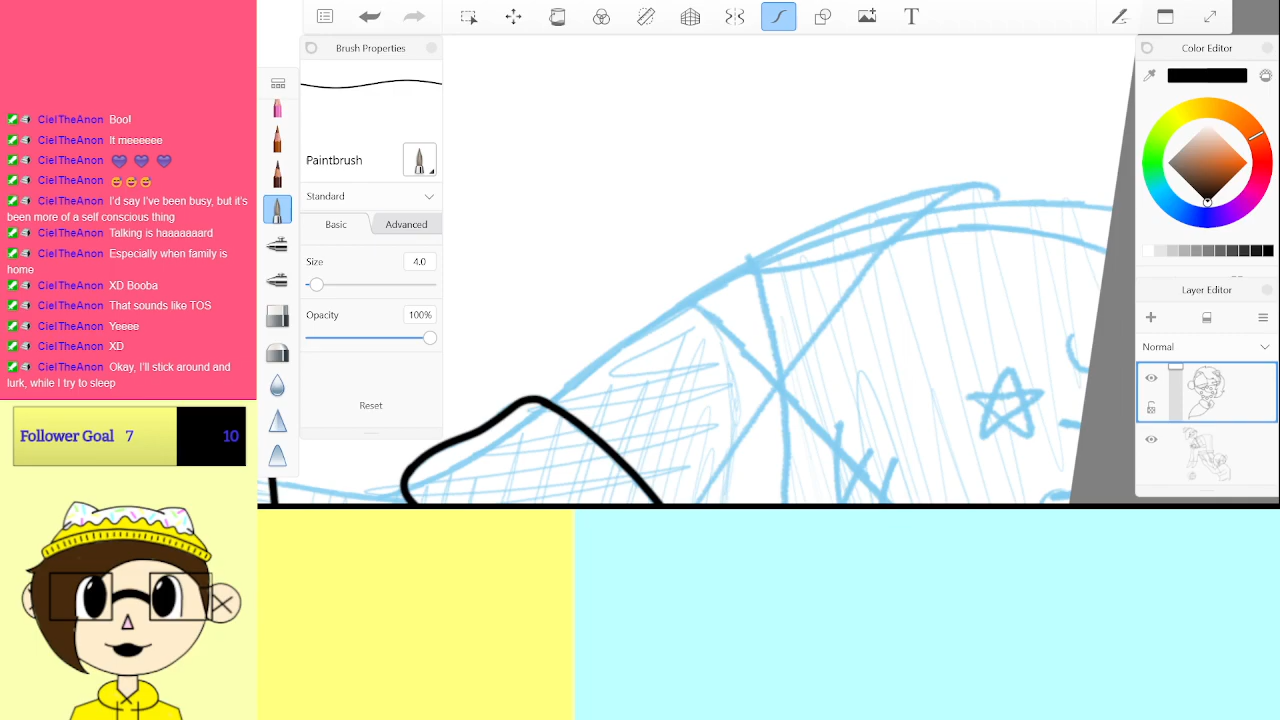 CielTheAnon Boo!
CielTheAnon It meeeeee
CielTheAnon
CielTheAnon
CielTheAnon I'd say I've been busy, but it's
been more of a self conscious thing
CielTheAnon Talking is haaaaaaard
CielTheAnon Especially when family is
home
CielTheAnon XD Booba
CielTheAnon That sounds like TOS
CielTheAnon Yeeee
CielTheAnon XD
CielTheAnon Okay, I'll stick around and
lurk, while I try to sleep
Follower Goal 7 10
Brush Properties
Paintbrush
Standard
Basic Advanced
Size 4.0
Opacity 100%
Reset
T
Color Editor
Layer Editor
Normal